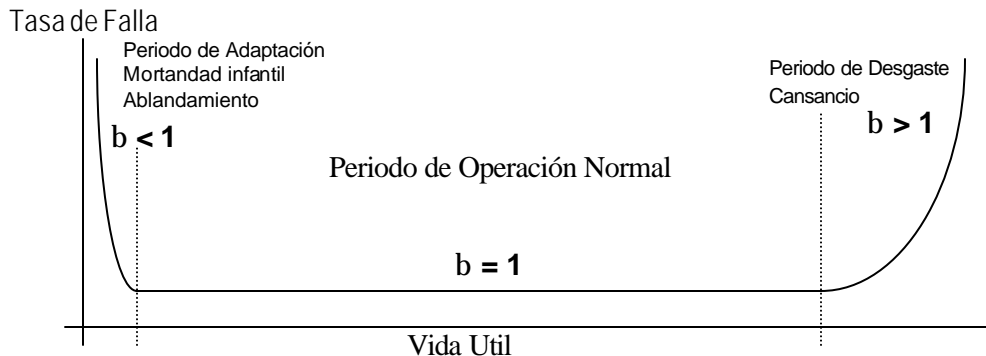 Tasa de Falla
Periodo de Adaptación
Mortandad infantil
Ablandamiento
Periodo de Desgaste
Cansancio
b < 1
b > 1
Periodo de Operación Normal
b = 1
Vida Util